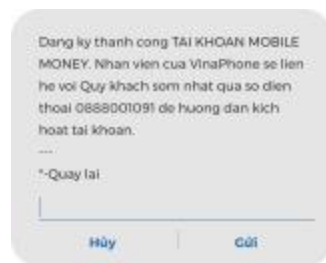 Dang ky thanh cong TAI KHOAN MOBILE
MONEY. Nhan vien cua VinaPhone se lien
he voi Quy khach som nhat qua so dien
thoai 0888001091 de huong dan kich
hoat tai khoan.
----
*-Quay lai
Hủy
Gửi